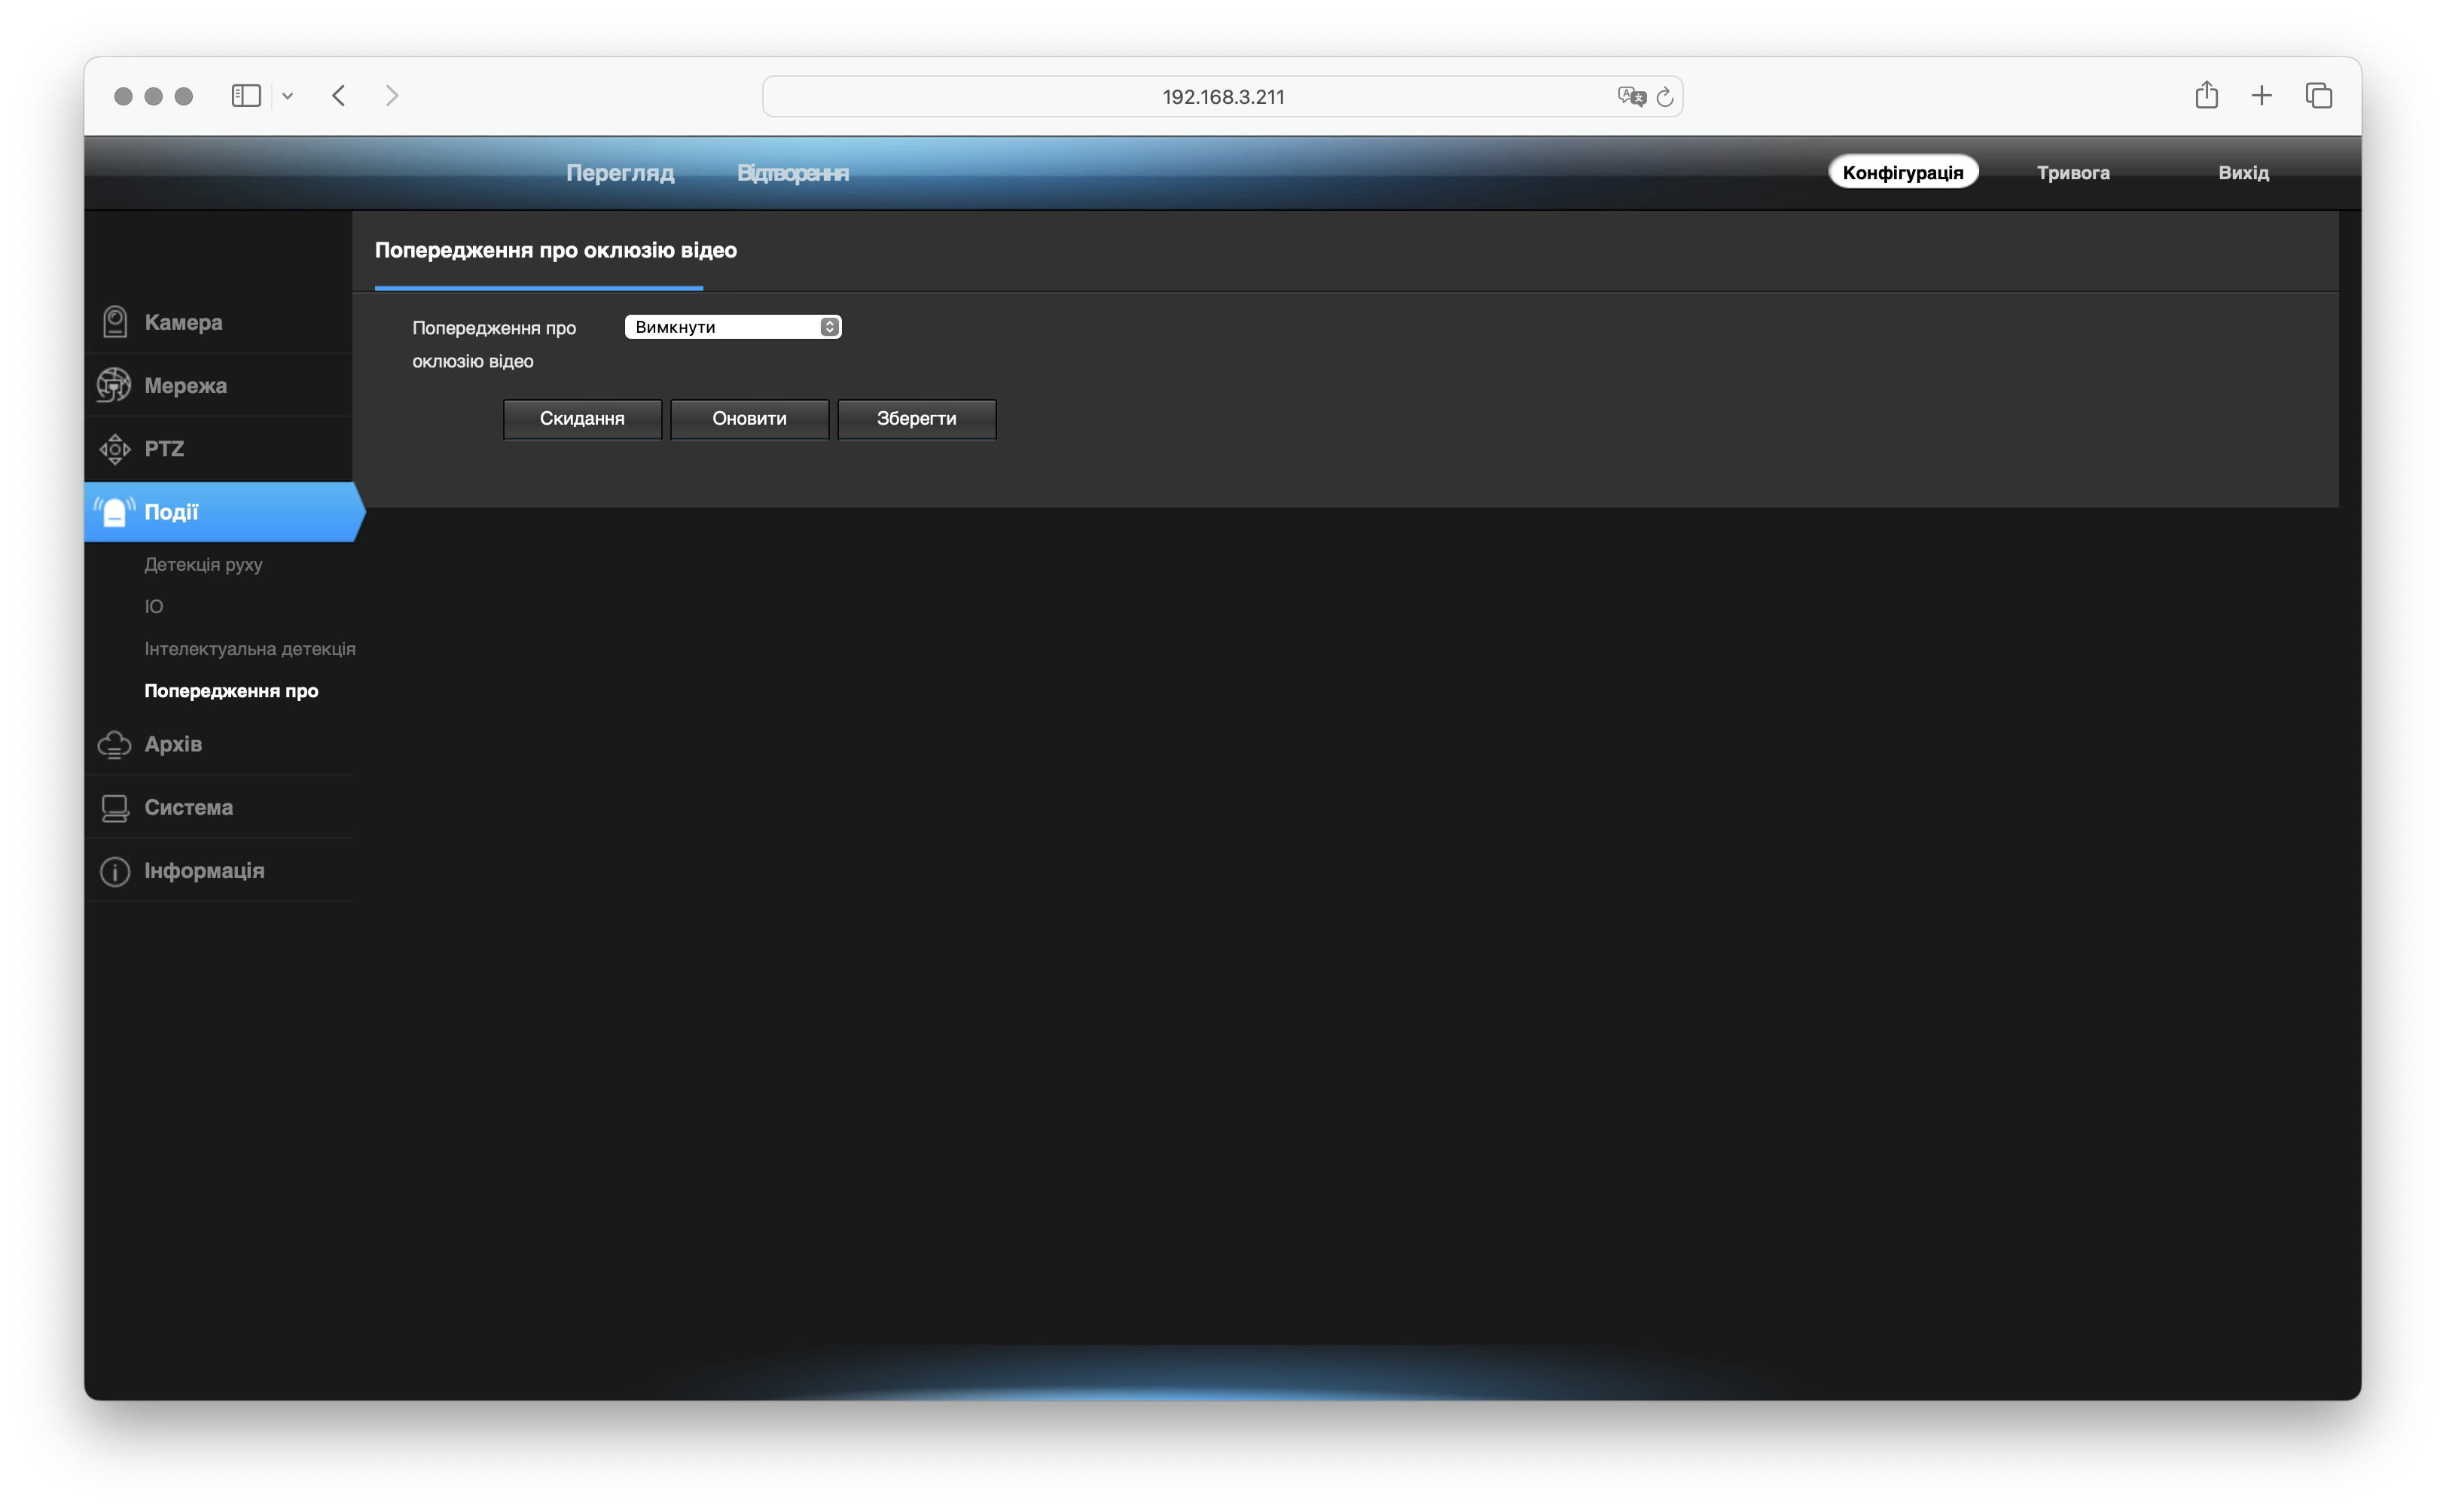 192.168.3.211
Перегляд
Відтворення
Конфігурація
Тривога
Вихід
Попередження про оклюзію відео
Попередження про
оклюзію відео
Вимкнути
Скидання
Оновити
Зберегти
Камера
Мережа
PTZ
Події
Детекція руху
IO
Інтелектуальна детекція
Попередження про
Архів
Система
Інформація